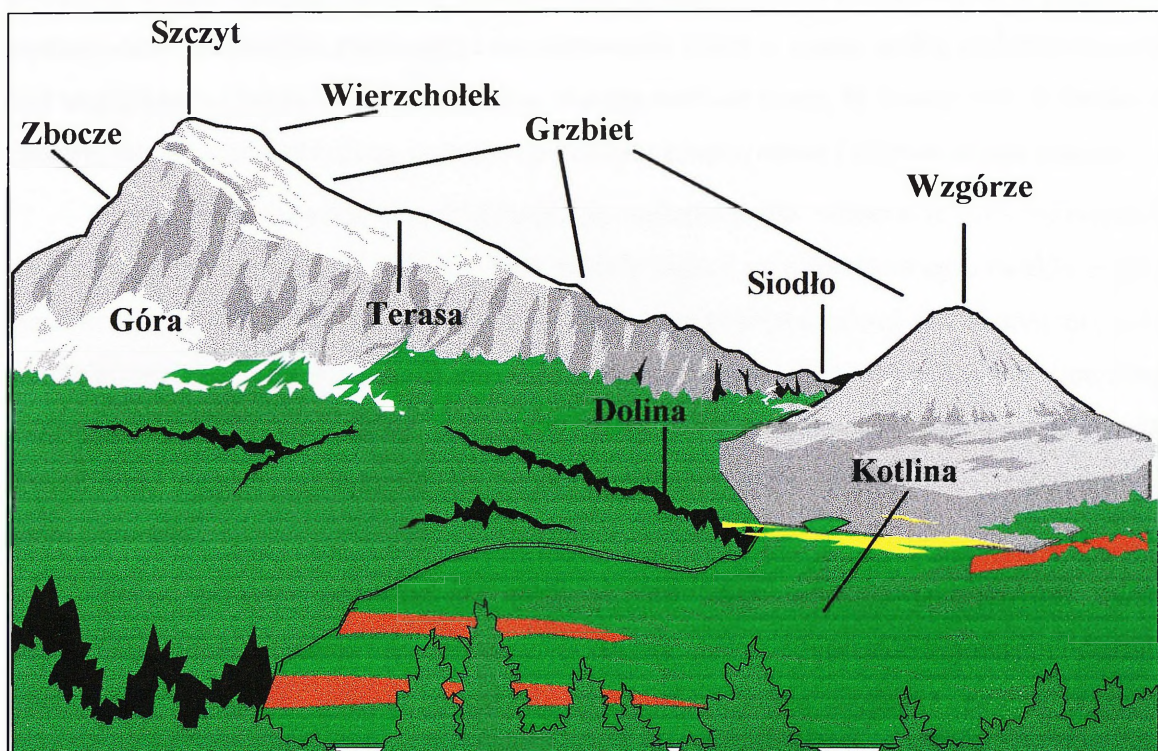 Szczyt
Wierzchołek
Zbocze
Grzbiet
Wzgórze
Siodło
Góra
Terasa
Dolina
Kotlina